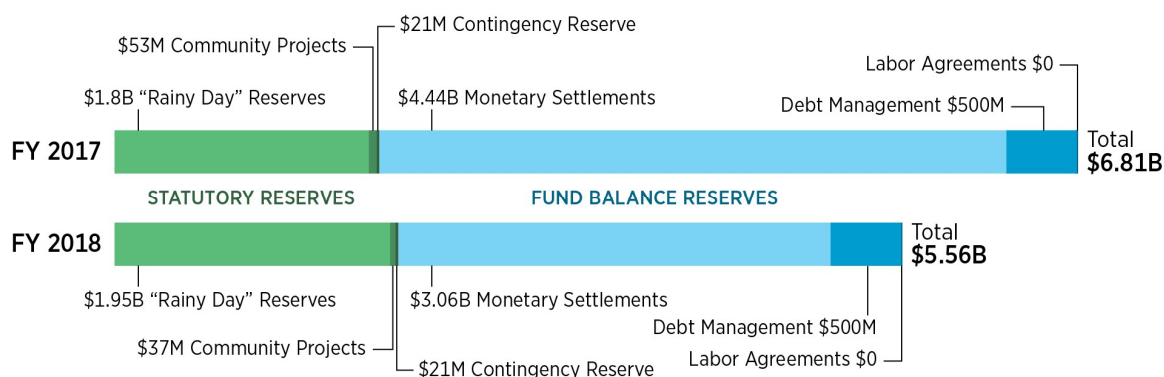 $21M Contingency Reserve
$53M Community Projects
Labor Agreements $0
$1.8B “Rainy Day” Reserves
$4.44B Monetary Settlements
Debt Management $500M
FY 2017
Total
$6.81B
STATUTORY RESERVES
FUND BALANCE RESERVES
FY 2018
Total
$5.56B
$1.95B “Rainy Day” Reserves
$3.06B Monetary Settlements
Debt Management $500M
$37M Community Projects
Labor Agreements $0
$21M Contingency Reserve